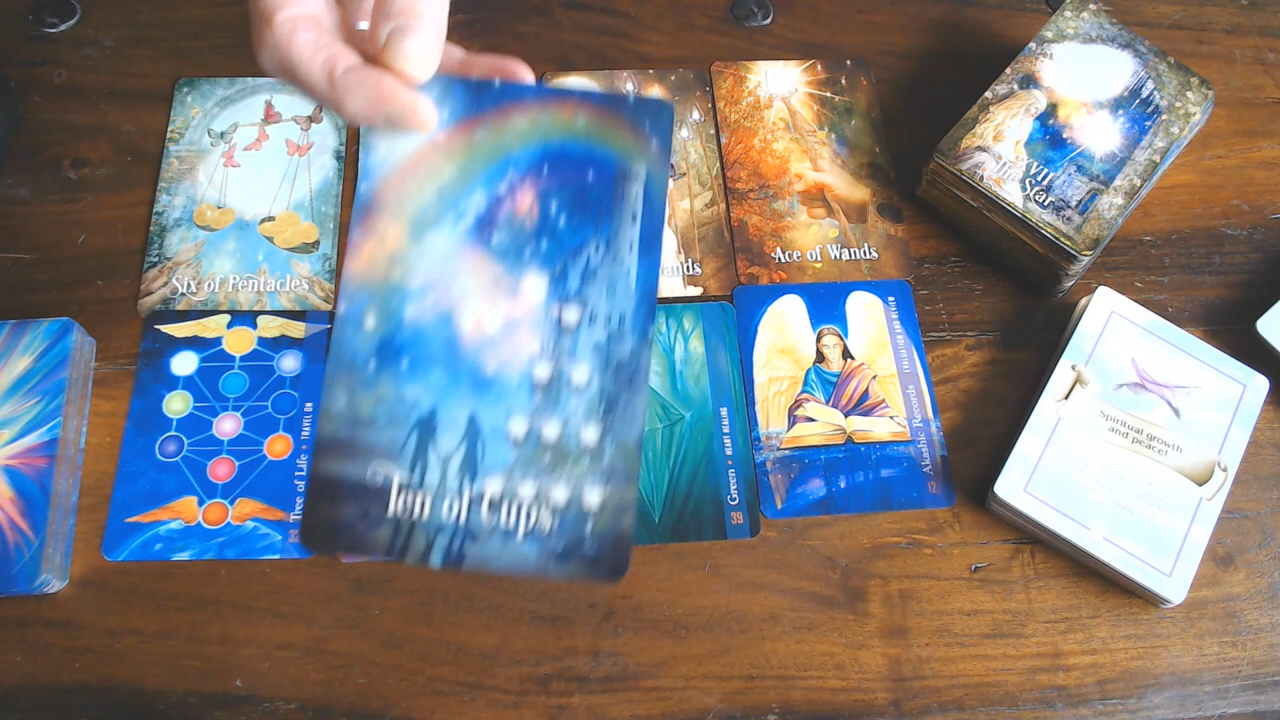 Six of Pentacles
Ten of Cups
ands
Ace of Wands
XVII
The Star
Tree of Life * TRAVEL ON
Green * HEART HEALING
39
Akashic Records
EVALUATION AND REVIEW
12
Spiritual growth
and peace!